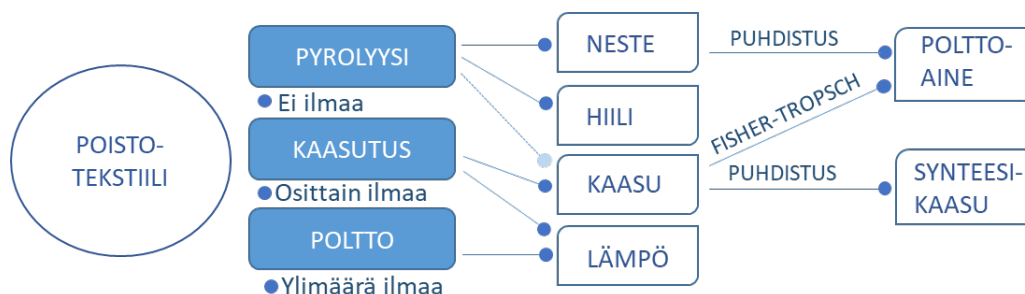 POISTO-
TEKSTIILI
PYROLYYSI
Ei ilmaa
KAASUTUS
Osittain ilmaa
POLTTO
Ylimäärä ilmaa
NESTE
HIILI
KAASU
LÄMPÖ
PUHDISTUS
FISHER-TROPSCH
PUHDISTUS
POLTTO-
AINE
SYNTEESI-
KAASU